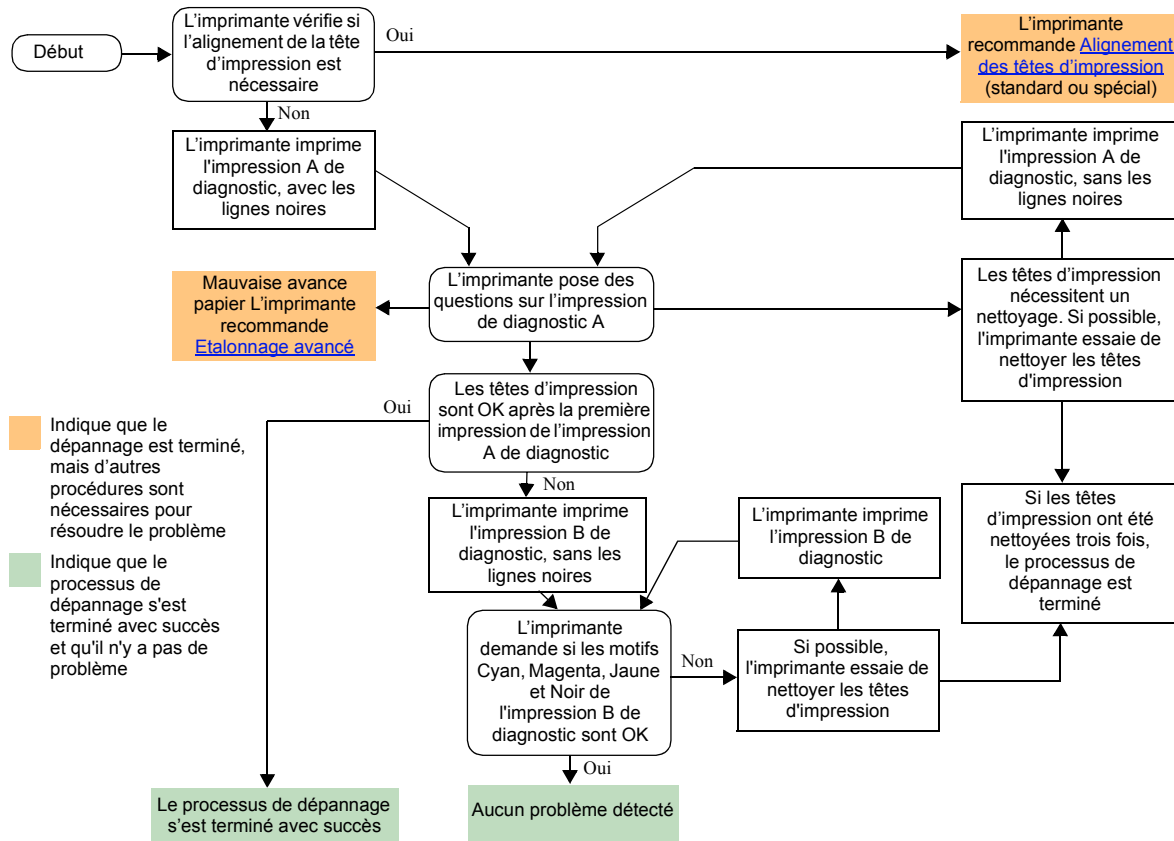 Début
L'imprimante vérifie si
l'alignement de la tête
d'impression est
nécessaire
Oui
L'imprimante
recommande Alignement
des têtes d'impression
(standard ou spécial)
Non
L'imprimante imprime
l'impression A de
diagnostic, avec les
lignes noires
L'imprimante imprime
l'impression A de
diagnostic, sans les
lignes noires
Mauvaise avance
papier L'imprimante
recommande
Etalonnage avancé
L'imprimante pose des
questions sur l'impression
de diagnostic A
Les têtes d'impression
nécessitent un
nettoyage. Si possible,
l'imprimante essaie de
nettoyer les têtes
d'impression
Oui
Les têtes d'impression
sont OK après la première
impression de l'impression
A de diagnostic
Indique que le
dépannage est terminé,
mais d'autres
procédures sont
nécessaires pour
résoudre le problème
Indique que le
processus de
dépannage s'est
terminé avec succès
et qu'il n'y a pas de
problème
Non
L'imprimante imprime
l'impression B de
diagnostic, sans les
lignes noires
L'imprimante imprime
l'impression B de
diagnostic
Si les têtes
d'impression ont été
nettoyées trois fois,
le processus de
dépannage est
terminé
L'imprimante
demande si les motifs
Cyan, Magenta, Jaune
et Noir de
l'impression B de
diagnostic sont OK
Non
Si possible,
l'imprimante essaie de
nettoyer les têtes
d'impression
Oui
Le processus de dépannage
s'est terminé avec succès
Aucun problème détecté